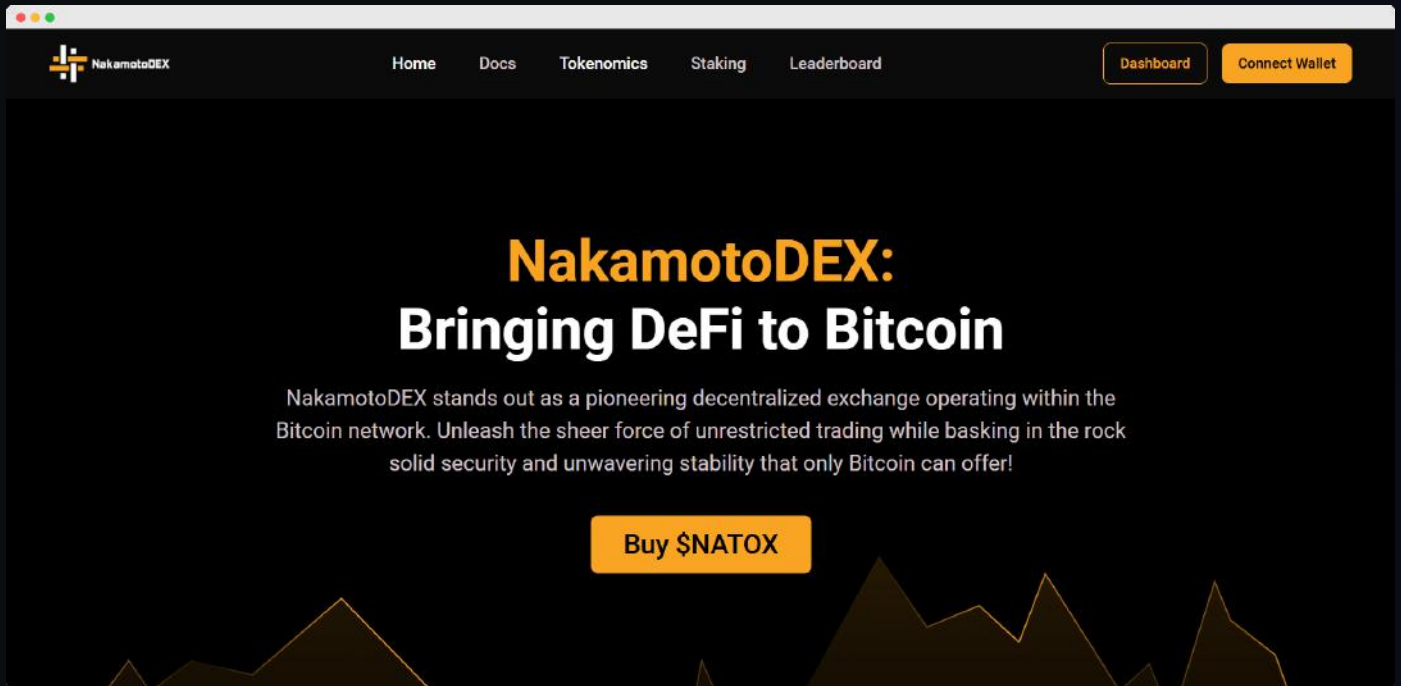 NakamotoDEX
Home
Docs
Tokenomics
Staking
Leaderboard
Dashboard
Connect Wallet
NakamotoDEX:
Bringing DeFi to Bitcoin
NakamotoDEX stands out as a pioneering decentralized exchange operating within the
Bitcoin network. Unleash the sheer force of unrestricted trading while basking in the rock
solid security and unwavering stability that only Bitcoin can offer!
Buy $NATOX